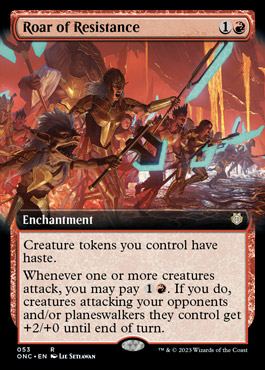 Roar of Resistance 1
Enchantment
Creature tokens you control have
haste.
Whenever one or more creatures
attack, you may pay 1 . If you do,
creatures attacking your opponents
and/or planeswalkers they control get
+2/+0 until end of turn.
053 R
ONC • EN LIE SETIAWAN
™ & © 2023 Wizards of the Coast